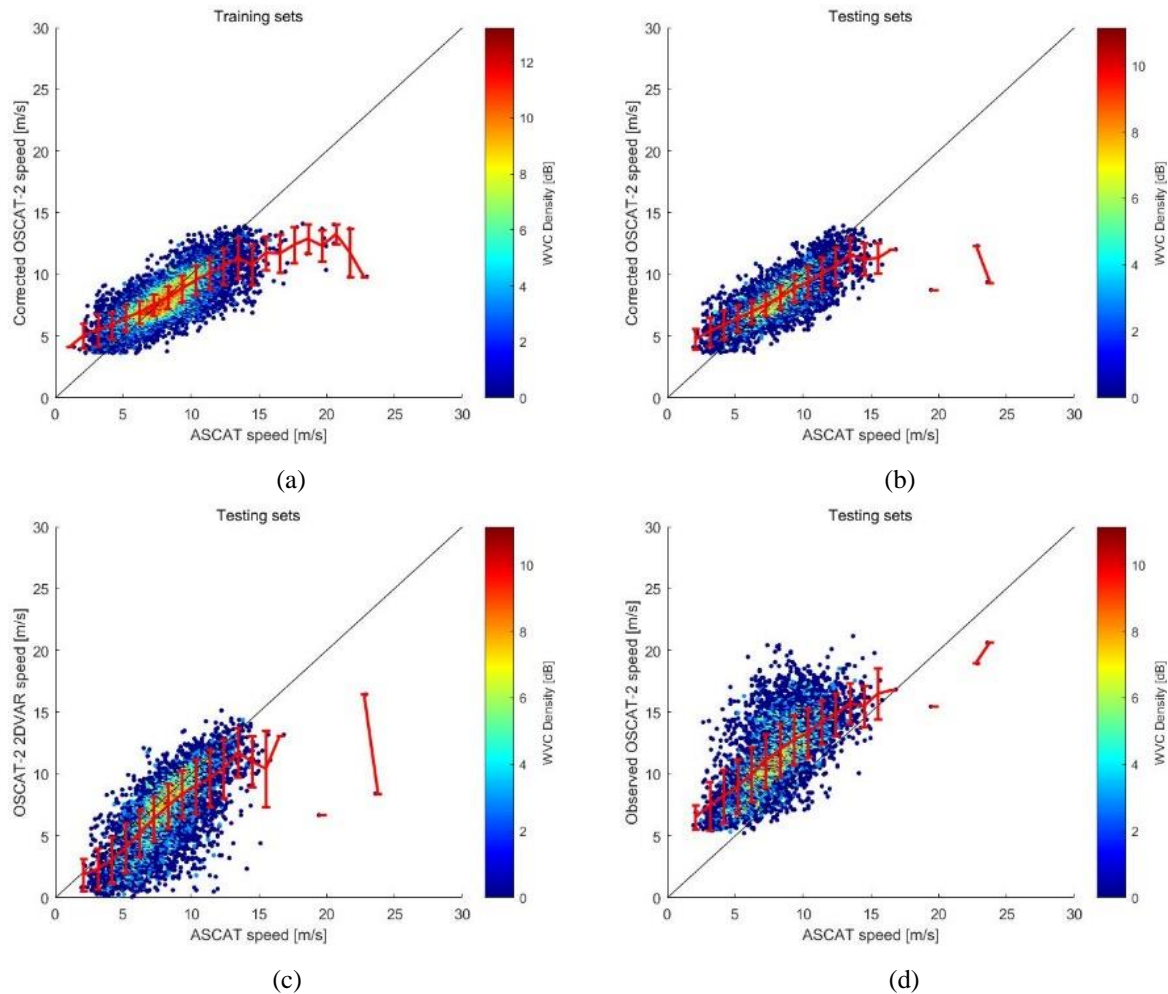 Training sets
30
25
20
15
10
5
0
Corrected OSCAT-2 speed [m/s]
0 5 10 15 20 25 30
ASCAT speed [m/s]
12
10
8
6
4
2
0
WVC Density [dB]
(a)
Testing sets
30
25
20
15
10
5
0
Corrected OSCAT-2 speed [m/s]
0 5 10 15 20 25 30
ASCAT speed [m/s]
10
8
6
4
2
0
WVC Density [dB]
(b)
Testing sets
30
25
20
15
10
5
0
OSCAT-2 2DVAR speed [m/s]
0 5 10 15 20 25 30
ASCAT speed [m/s]
10
8
6
4
2
0
WVC Density [dB]
(c)
Testing sets
30
25
20
15
10
5
0
Observed OSCAT-2 speed [m/s]
0 5 10 15 20 25 30
ASCAT speed [m/s]
10
8
6
4
2
0
WVC Density [dB]
(d)